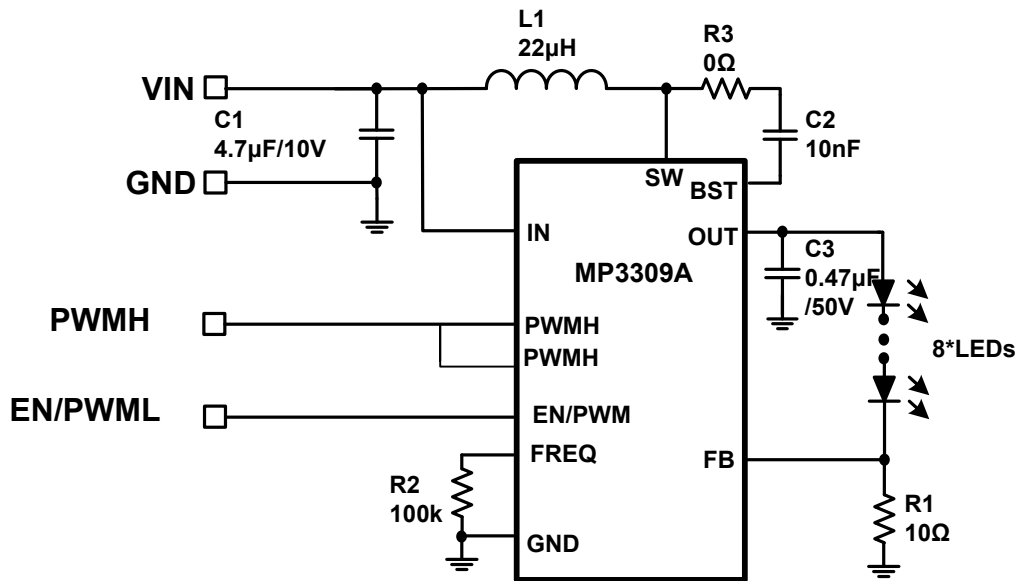 L1
22µH
R3
0Ω
VIN
C1
4.7µF/10V
C2
10nF
GND
SW
BST
IN
OUT
MP3309A
C3
0.47µF
/50V
PWMH
PWMH
PWMH
8*LEDs
EN/PWML
EN/PWM
FREQ
FB
R2
100k
R1
10Ω
GND